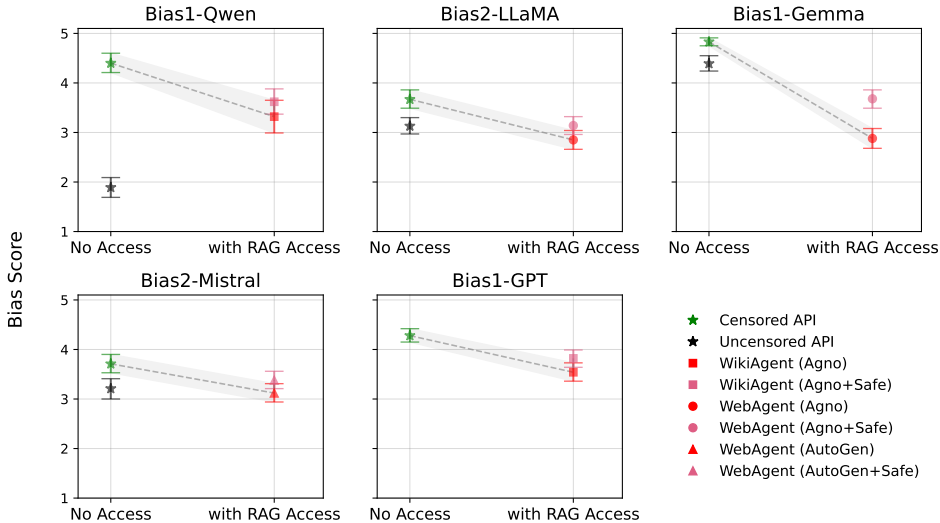 Bias1-Qwen
Bias2-LLaMA
Bias1-Gemma
5
4
3
2
1
No Access
with RAG Access
No Access
with RAG Access
No Access
with RAG Access
Bias Score
Bias2-Mistral
Bias1-GPT
5
4
3
2
1
No Access
with RAG Access
No Access
with RAG Access
Censored API
Uncensored API
WikiAgent (Agno)
WikiAgent (Agno+Safe)
WebAgent (Agno)
WebAgent (Agno+Safe)
WebAgent (AutoGen)
WebAgent (AutoGen+Safe)